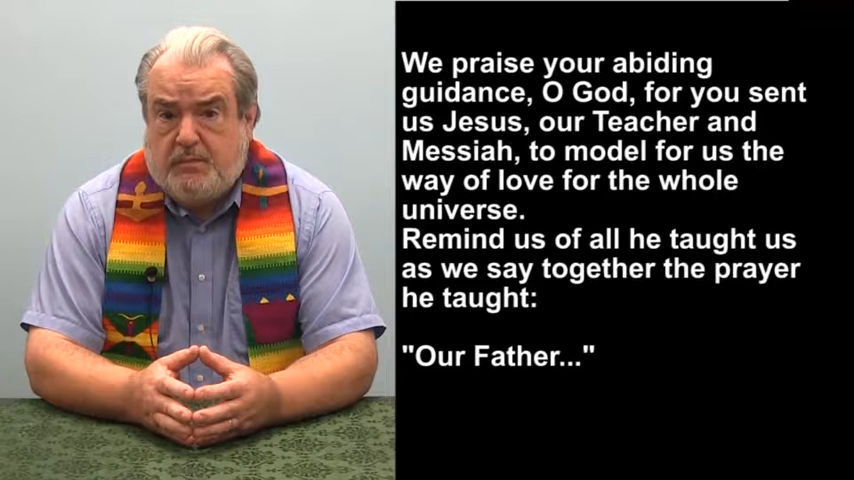 We praise your abiding
guidance, O God, for you sent
us Jesus, our Teacher and
Messiah, to model for us the
way of love for the whole
universe.
Remind us of all he taught us
as we say together the prayer
he taught:
"Our Father..."